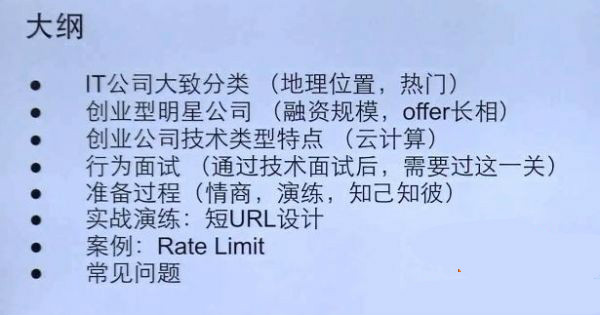 大纲
● IT公司大致分类 （地理位置，热门）
● 创业型明星公司 （融资规模，offer长相）
● 创业公司技术类型特点 （云计算）
● 行为面试 （通过技术面试后，需要过这一关）
● 准备过程（情商，演练，知己知彼）
● 实战演练：短URL设计
● 案例：Rate Limit
● 常见问题